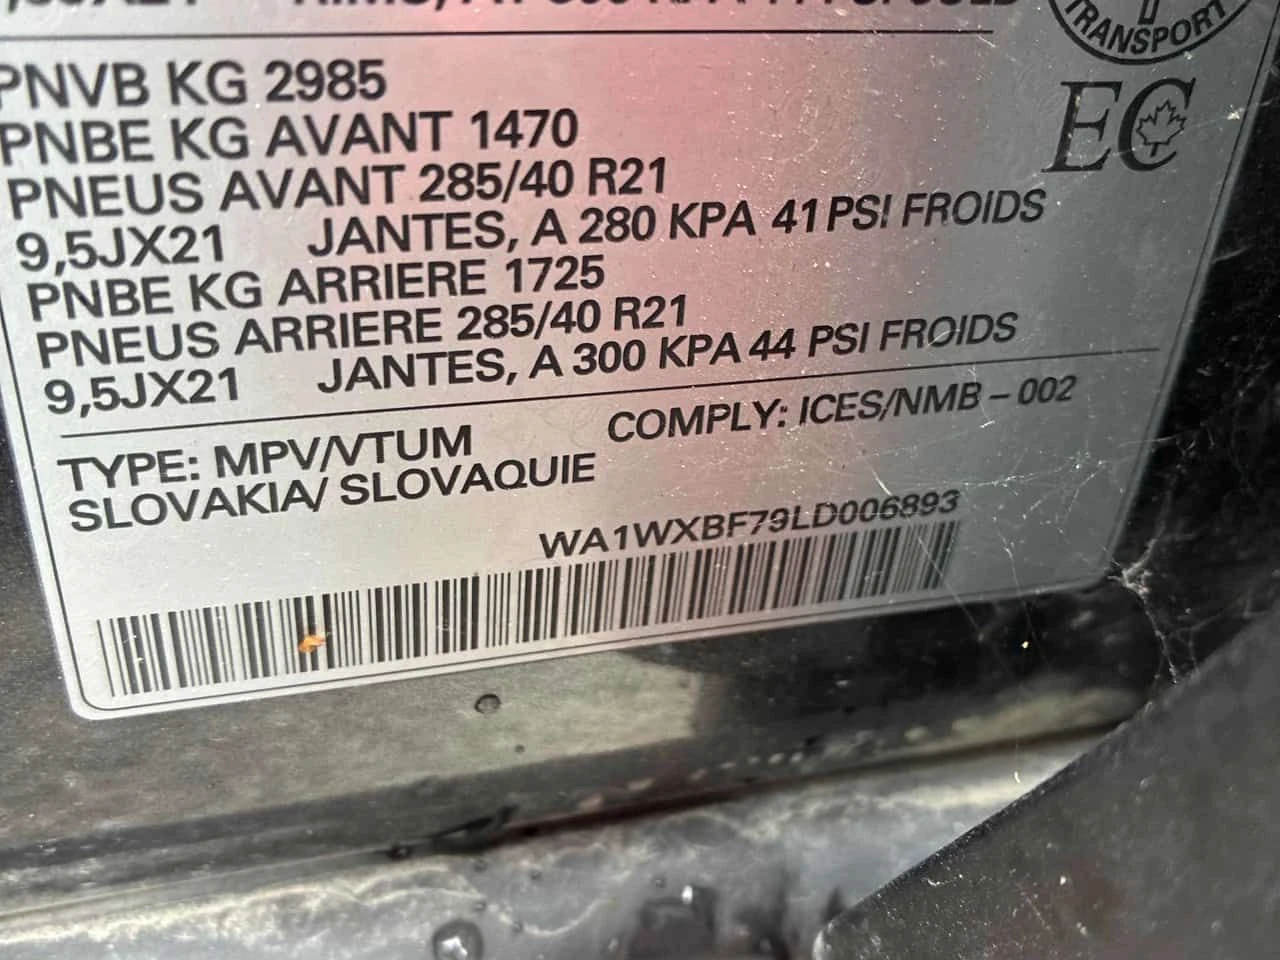 TRANSPORT
EC
PNVB KG 2985
PNBE KG AVANT 1470
PNEUS AVANT 285/40 R21
9,5JX21 JANTES, A 280 KPA 41 PSI FROIDS
PNBE KG ARRIERE 1725
PNEUS ARRIERE 285/40 R21
9,5JX21 JANTES, A 300 KPA 44 PSI FROIDS
TYPE: MPV/VTUM COMPLY: ICES/NMB – 002
SLOVAKIA/ SLOVAQUIE
WA1WXBF79LD006893